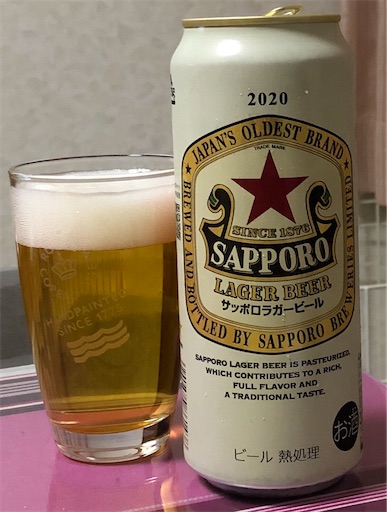 2020
JAPAN'S OLDEST BRAND
TRADE MARK
SINCE 1876
SAPPORO
LAGER BEER
サッポロラガービール
BREWED AND BOTTLED BY SAPPORO BREWERIES LIMITED
SAPPORO LAGER BEER IS PASTEURIZED,
WHICH CONTRIBUTES TO A RICH,
FULL FLAVOR AND
A TRADITIONAL TASTE.
お酒
ビール 熱処理